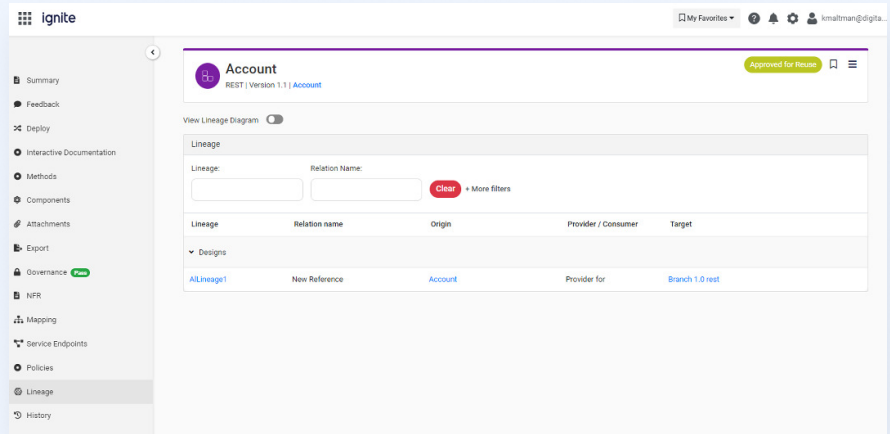 ignite
My Favorites
kmaltman@digita...
Summary
Feedback
Deploy
Interactive Documentation
Methods
Components
Attachments
Export
Governance Pass
NFR
Mapping
Service Endpoints
Policies
Lineage
History
Account
REST | Version 1.1 | Account
Approved for Reuse
View Lineage Diagram
Lineage
Lineage: Relation Name:
Clear + More filters
Lineage Relation name Origin Provider / Consumer Target
Designs
AlLineage1 New Reference Account Provider for Branch 1.0 rest